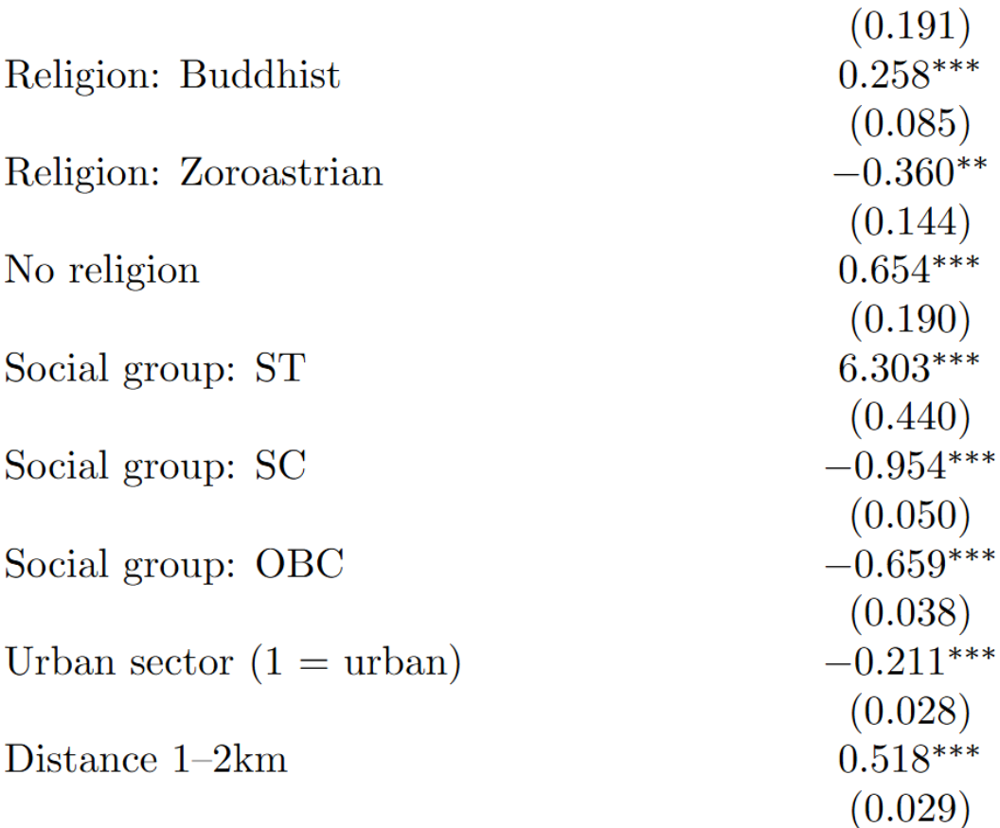 (0.191)
Religion: Buddhist 0.258***
(0.085)
Religion: Zoroastrian −0.360**
(0.144)
No religion 0.654***
(0.190)
Social group: ST 6.303***
(0.440)
Social group: SC −0.954***
(0.050)
Social group: OBC −0.659***
(0.038)
Urban sector (1 = urban) −0.211***
(0.028)
Distance 1–2km 0.518***
(0.029)